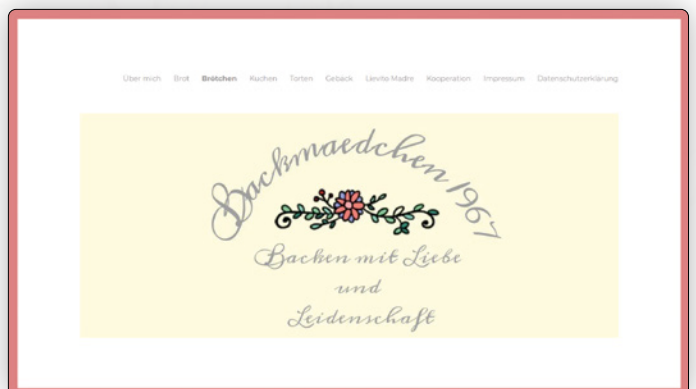 Über mich Brot Brötchen Kuchen Torten Gebäck Lievito Madre Kooperation Impressum Datenschutzerklärung
Backmaedchen 1967
Backen mit Liebe
und
Leidenschaft